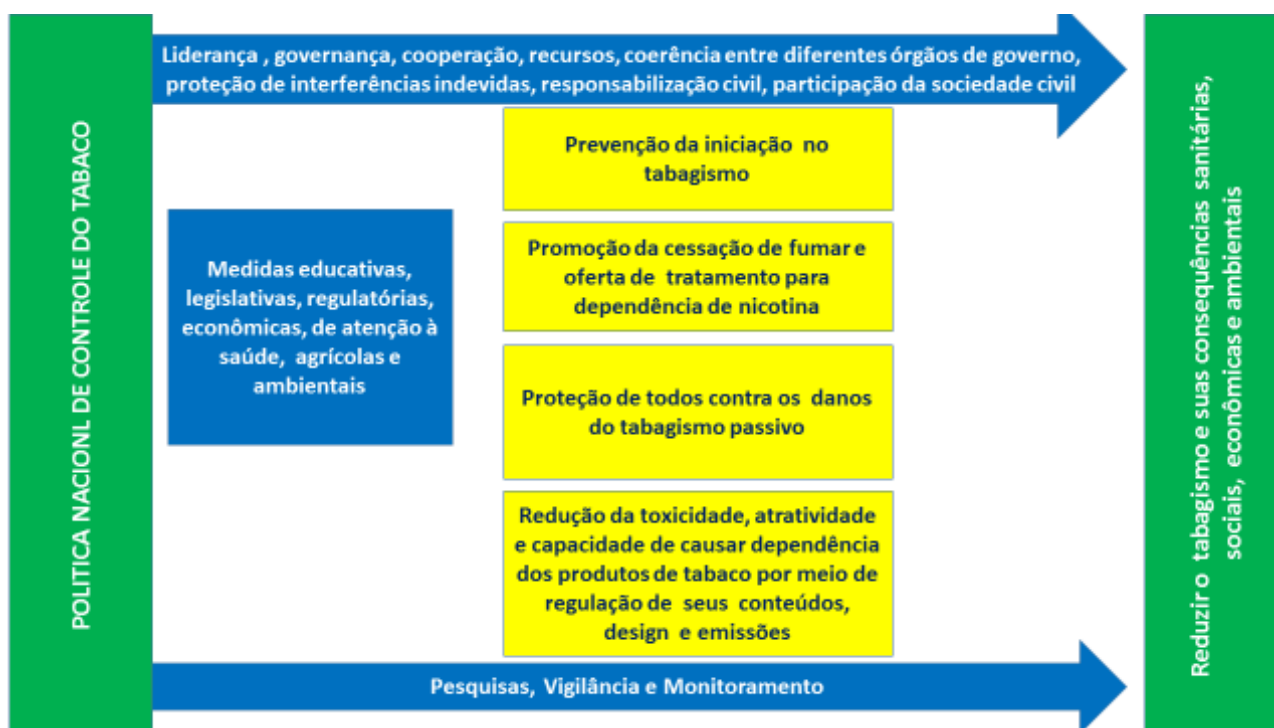 POLITICA NACIONL DE CONTROLE DO TABACO
Liderança , governança, cooperação, recursos, coerência entre diferentes órgãos de governo,
proteção de interferências indevidas, responsabilização civil, participação da sociedade civil
Medidas educativas,
legislativas, regulatórias,
econômicas, de atenção à
saúde, agrícolas e
ambientais
Prevenção da iniciação no
tabagismo
Promoção da cessação de fumar e
oferta de tratamento para
dependência de nicotina
Proteção de todos contra os danos
do tabagismo passivo
Redução da toxicidade, atratividade
e capacidade de causar dependência
dos produtos de tabaco por meio de
regulação de seus conteúdos,
design e emissões
Pesquisas, Vigilância e Monitoramento
Reduzir o tabagismo e suas consequências sanitárias,
sociais, econômicas e ambientais